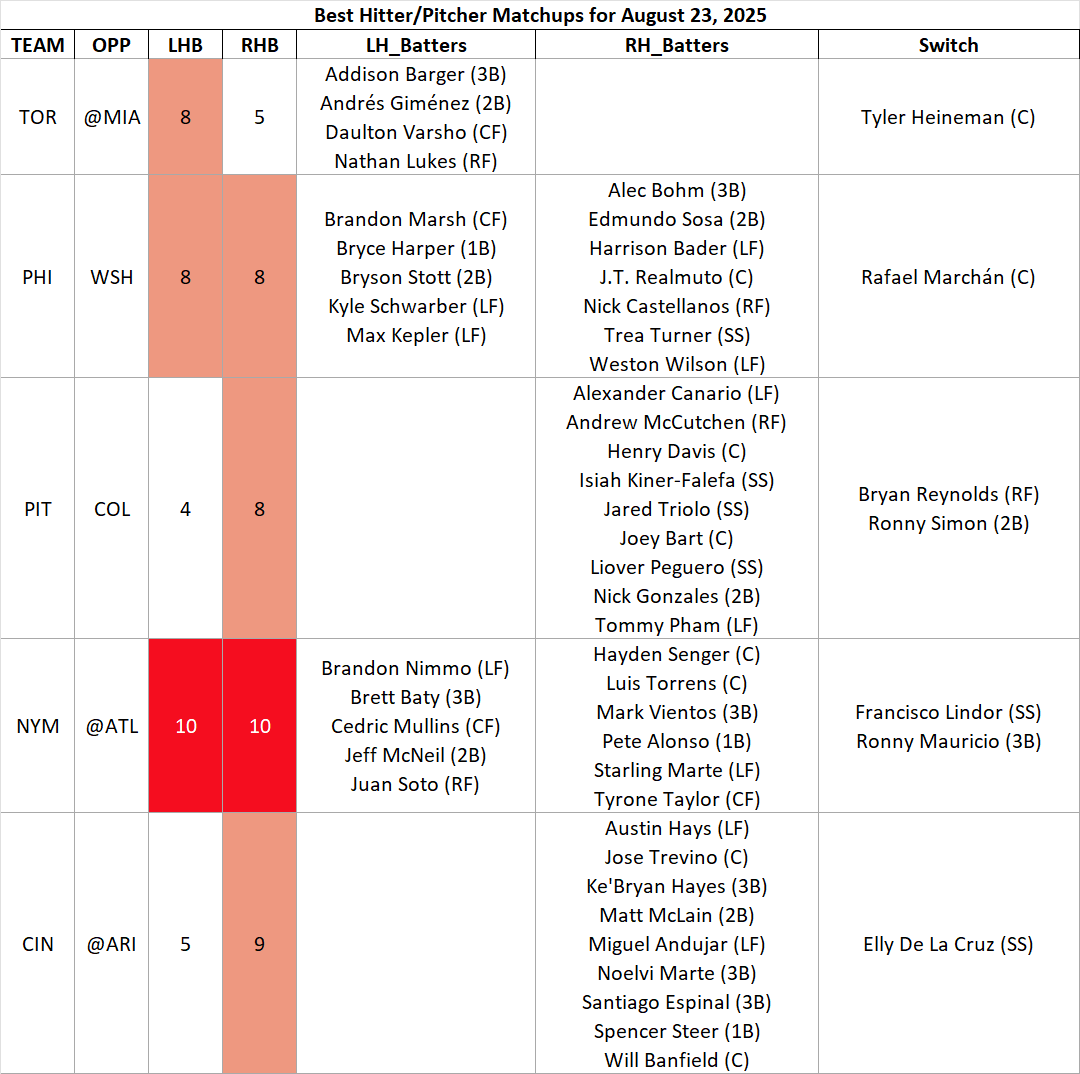 Best Hitter/Pitcher Matchups for August 23, 2025
TEAM OPP LHB RHB LH_Batters RH_Batters Switch
TOR @MIA 8 5
Addison Barger (3B)
Andrés Giménez (2B)
Daulton Varsho (CF)
Nathan Lukes (RF)
Tyler Heineman (C)
PHI WSH 8 8
Brandon Marsh (CF)
Bryce Harper (1B)
Bryson Stott (2B)
Kyle Schwarber (LF)
Max Kepler (LF)
Alec Bohm (3B)
Edmundo Sosa (2B)
Harrison Bader (LF)
J.T. Realmuto (C)
Nick Castellanos (RF)
Trea Turner (SS)
Weston Wilson (LF)
Rafael Marchán (C)
PIT COL 4 8
Alexander Canario (LF)
Andrew McCutchen (RF)
Henry Davis (C)
Isiah Kiner-Falefa (SS)
Jared Triolo (SS)
Joey Bart (C)
Liover Peguero (SS)
Nick Gonzales (2B)
Tommy Pham (LF)
Bryan Reynolds (RF)
Ronny Simon (2B)
NYM @ATL 10 10
Brandon Nimmo (LF)
Brett Baty (3B)
Cedric Mullins (CF)
Jeff McNeil (2B)
Juan Soto (RF)
Hayden Senger (C)
Luis Torrens (C)
Mark Vientos (3B)
Pete Alonso (1B)
Starling Marte (LF)
Tyrone Taylor (CF)
Francisco Lindor (SS)
Ronny Mauricio (3B)
CIN @ARI 5 9
Austin Hays (LF)
Jose Trevino (C)
Ke'Bryan Hayes (3B)
Matt McLain (2B)
Miguel Andujar (LF)
Noelvi Marte (3B)
Santiago Espinal (3B)
Spencer Steer (1B)
Will Banfield (C)
Elly De La Cruz (SS)